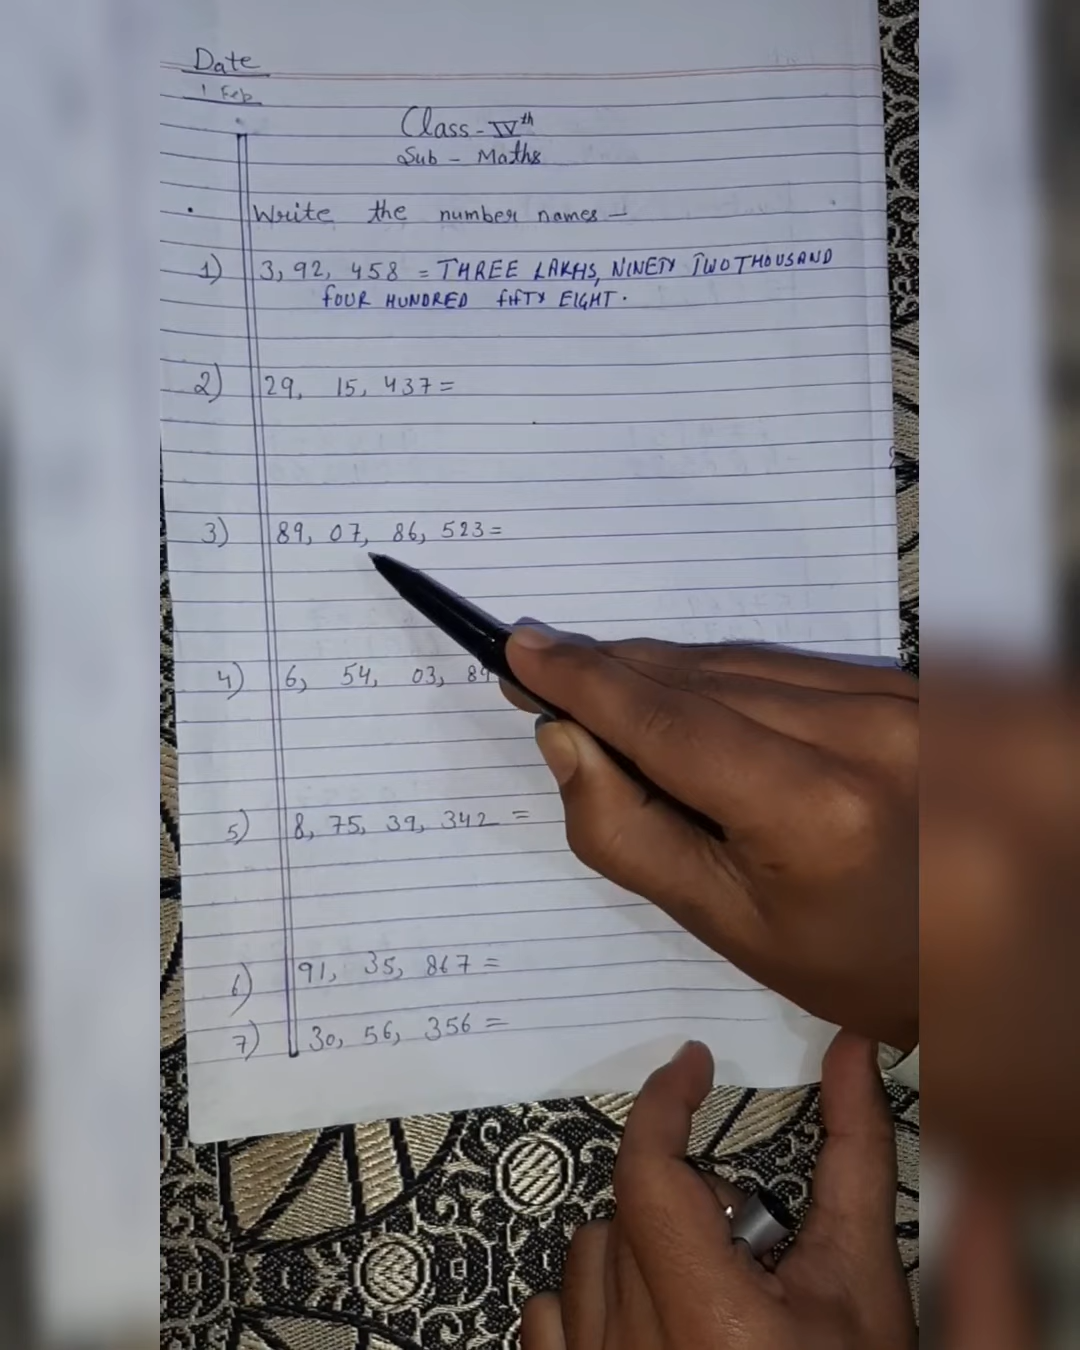 Date
1 Feb
Class - IVth
Sub - Maths
Write the number names -
1) 3, 92, 458 = THREE LAKHS, NINETY TWO THOUSAND
FOUR HUNDRED FIFTY EIGHT.
2) 29, 15, 437 =
3) 89, 07, 86, 523 =
4) 6, 54, 03, 89
5) 8, 75, 39, 342 =
6) 91, 35, 867 =
7) 30, 56, 356 =